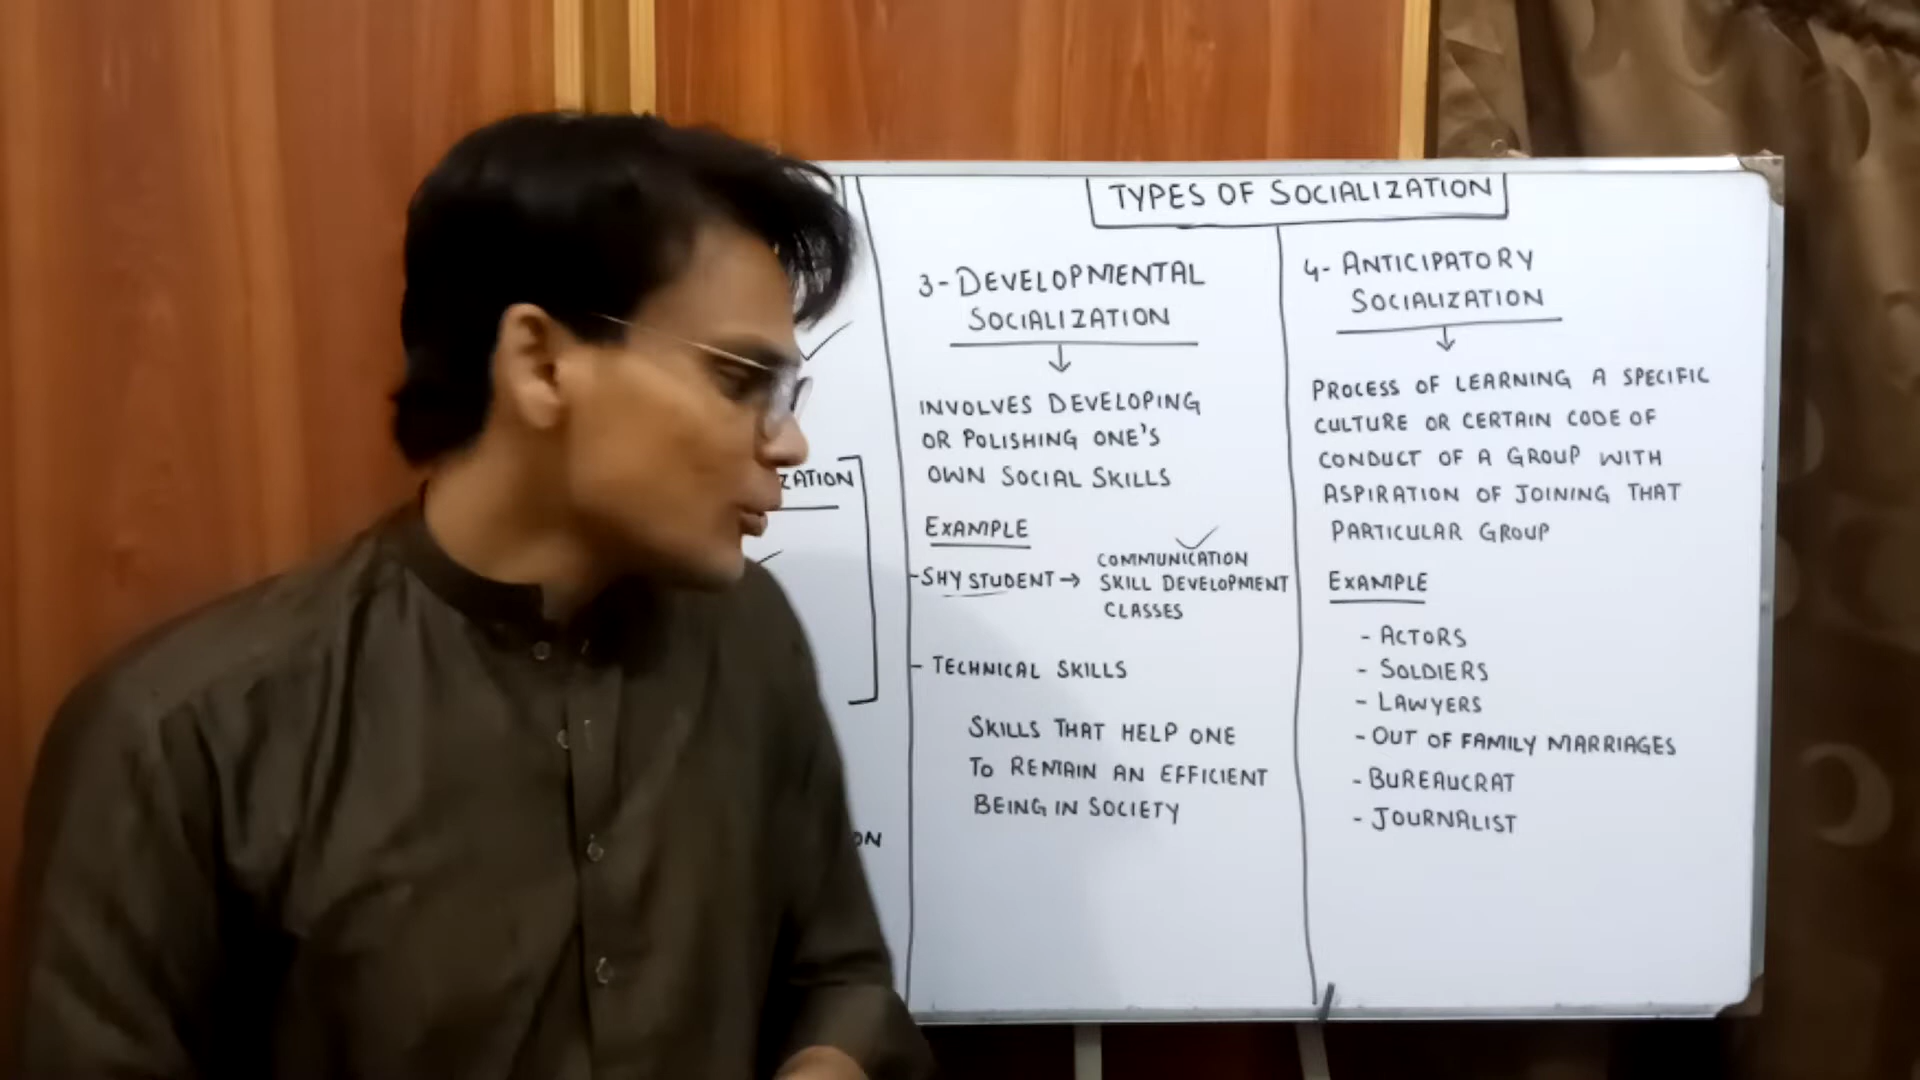 TYPES OF SOCIALIZATION
3- DEVELOPMENTAL
SOCIALIZATION
INVOLVES DEVELOPING
OR POLISHING ONE'S
OWN SOCIAL SKILLS
EXAMPLE
- SHY STUDENT → COMMUNICATION
SKILL DEVELOPMENT
CLASSES
- TECHNICAL SKILLS
SKILLS THAT HELP ONE
TO REMAIN AN EFFICIENT
BEING IN SOCIETY
4- ANTICIPATORY
SOCIALIZATION
PROCESS OF LEARNING A SPECIFIC
CULTURE OR CERTAIN CODE OF
CONDUCT OF A GROUP WITH
ASPIRATION OF JOINING THAT
PARTICULAR GROUP
EXAMPLE
- ACTORS
- SOLDIERS
- LAWYERS
- OUT OF FAMILY MARRIAGES
- BUREAUCRAT
- JOURNALIST